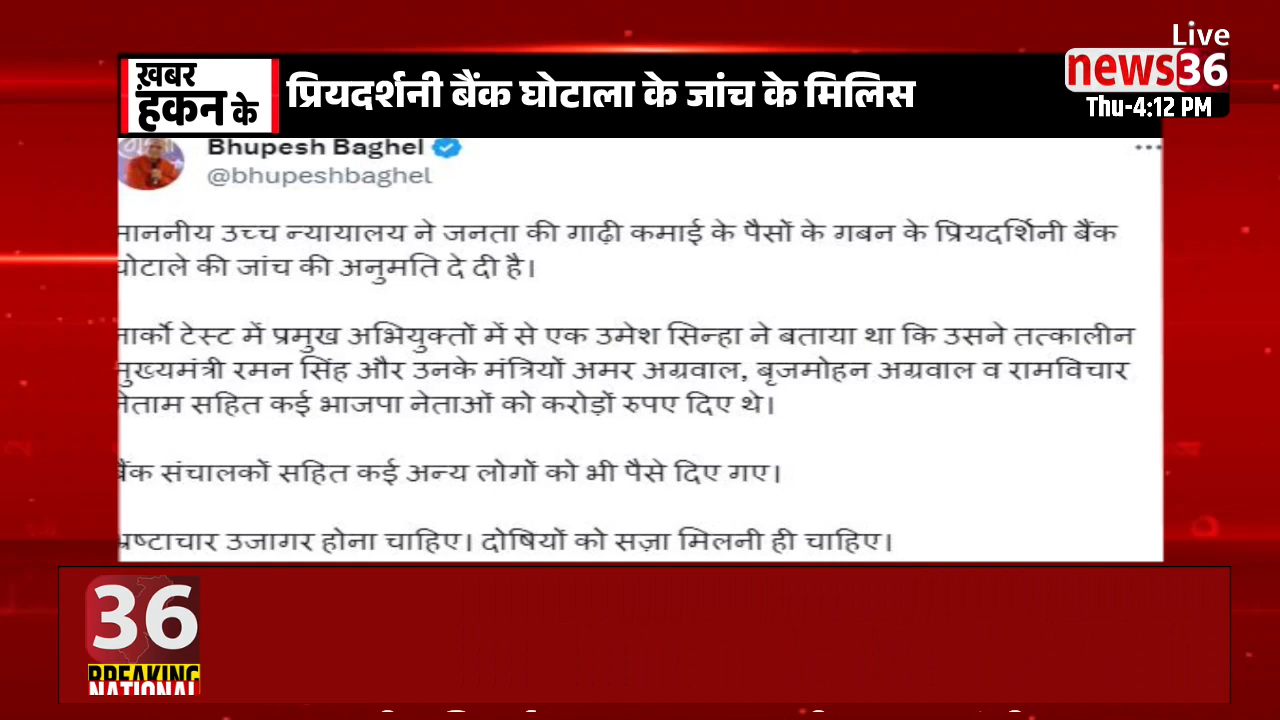 Live
news36
Thu-4:12 PM
ख़बर
हकन के
प्रियदर्शनी बैंक घोटाला के जांच के मिलिस
Bhupesh Baghel
@bhupeshbaghel
माननीय उच्च न्यायालय ने जनता की गाढ़ी कमाई के पैसों के गबन के प्रियदर्शिनी बैंक
घोटाले की जांच की अनुमति दे दी है।
नार्को टेस्ट में प्रमुख अभियुक्तों में से एक उमेश सिन्हा ने बताया था कि उसने तत्कालीन
मुख्यमंत्री रमन सिंह और उनके मंत्रियों अमर अग्रवाल, बृजमोहन अग्रवाल व रामविचार
नेताम सहित कई भाजपा नेताओं को करोड़ों रुपए दिए थे।
बैंक संचालकों सहित कई अन्य लोगों को भी पैसे दिए गए।
भ्रष्टाचार उजागर होना चाहिए। दोषियों को सज़ा मिलनी ही चाहिए।
36
BREAKING
NATIONAL